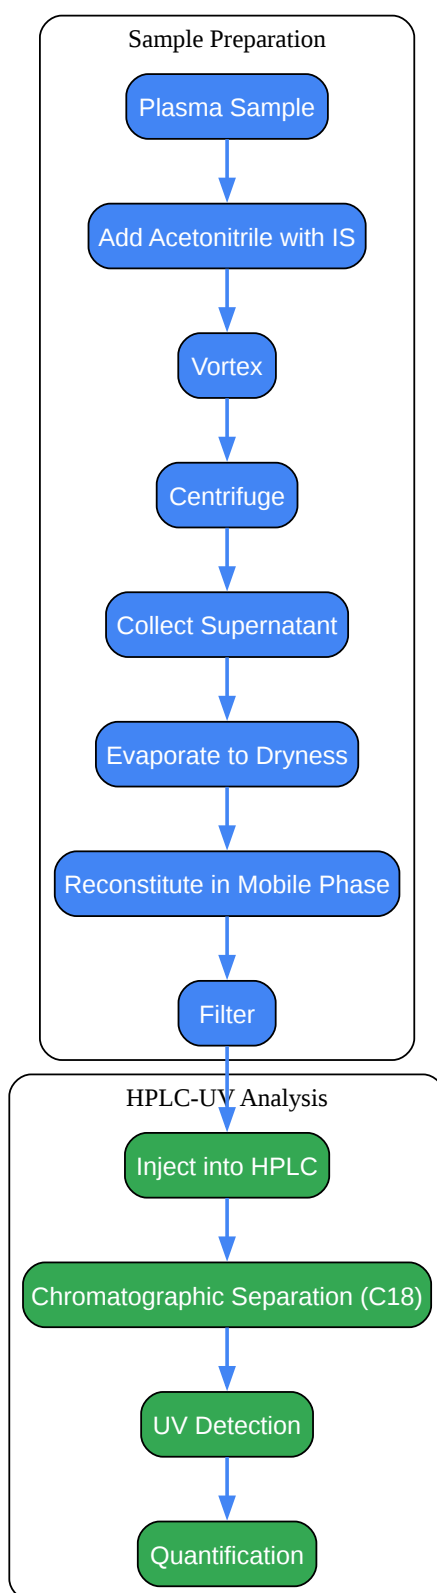 Sample Preparation
Plasma Sample
Add Acetonitrile with IS
Vortex
Centrifuge
Collect Supernatant
Evaporate to Dryness
Reconstitute in Mobile Phase
Filter
HPLC-UV Analysis
Inject into HPLC
Chromatographic Separation (C18)
UV Detection
Quantification